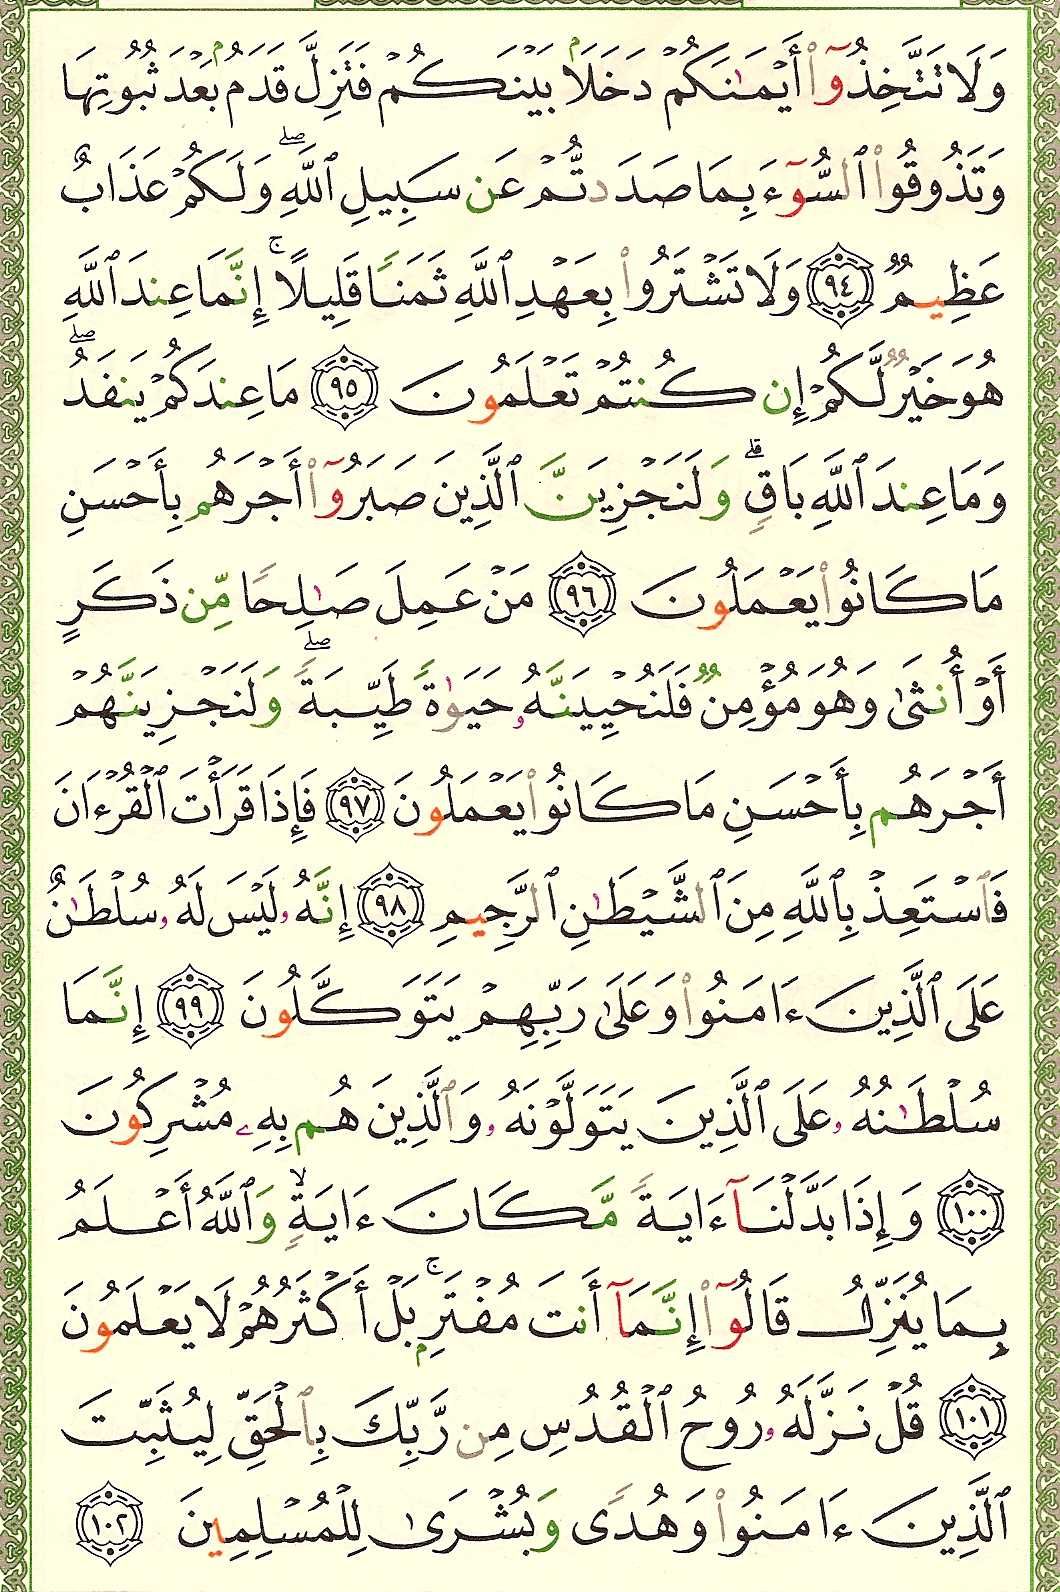 وَلَا تَتَّخِذُوٓا۟ أَيْمَـٰنَكُمْ دَخَلًۢا بَيْنَكُمْ فَتَزِلَّ قَدَمٌۢ بَعْدَ ثُبُوتِهَا
وَتَذُوقُوا۟ ٱلسُّوٓءَ بِمَا صَدَدتُّمْ عَن سَبِيلِ ٱللَّهِ ۖ وَلَكُمْ عَذَابٌ
عَظِيمٌ ﴿٩٤﴾ وَلَا تَشْتَرُوا۟ بِعَهْدِ ٱللَّهِ ثَمَنًا قَلِيلًا ۚ إِنَّمَا عِندَ ٱللَّهِ
هُوَ خَيْرٌ لَّكُمْ إِن كُنتُمْ تَعْلَمُونَ ﴿٩٥﴾ مَا عِندَكُمْ يَنفَدُ ۖ
وَمَا عِندَ ٱللَّهِ بَاقٍ ۗ وَلَنَجْزِيَنَّ ٱلَّذِينَ صَبَرُوٓا۟ أَجْرَهُم بِأَحْسَنِ
مَا كَانُوا۟ يَعْمَلُونَ ﴿٩٦﴾ مَنْ عَمِلَ صَـٰلِحًا مِّن ذَكَرٍ
أَوْ أُنثَىٰ وَهُوَ مُؤْمِنٌ فَلَنُحْيِيَنَّهُۥ حَيَوٰةً طَيِّبَةً ۖ وَلَنَجْزِيَنَّهُمْ
أَجْرَهُم بِأَحْسَنِ مَا كَانُوا۟ يَعْمَلُونَ ﴿٩٧﴾ فَإِذَا قَرَأْتَ ٱلْقُرْءَانَ
فَٱسْتَعِذْ بِٱللَّهِ مِنَ ٱلشَّيْطَـٰنِ ٱلرَّجِيمِ ﴿٩٨﴾ إِنَّهُۥ لَيْسَ لَهُۥ سُلْطَـٰنٌ
عَلَى ٱلَّذِينَ ءَامَنُوا۟ وَعَلَىٰ رَبِّهِمْ يَتَوَكَّلُونَ ﴿٩٩﴾ إِنَّمَا
سُلْطَـٰنُهُۥ عَلَى ٱلَّذِينَ يَتَوَلَّوْنَهُۥ وَٱلَّذِينَ هُم بِهِۦ مُشْرِكُونَ
﴿١٠٠﴾ وَإِذَا بَدَّلْنَآ ءَايَةً مَّكَانَ ءَايَةٍ ۙ وَٱللَّهُ أَعْلَمُ
بِمَا يُنَزِّلُ قَالُوٓا۟ إِنَّمَآ أَنتَ مُفْتَرٍۭ ۚ بَلْ أَكْثَرُهُمْ لَا يَعْلَمُونَ
﴿١٠١﴾ قُلْ نَزَّلَهُۥ رُوحُ ٱلْقُدُسِ مِن رَّبِّكَ بِٱلْحَقِّ لِيُثَبِّتَ
ٱلَّذِينَ ءَامَنُوا۟ وَهُدًى وَبُشْرَىٰ لِلْمُسْلِمِينَ ﴿١٠٢﴾